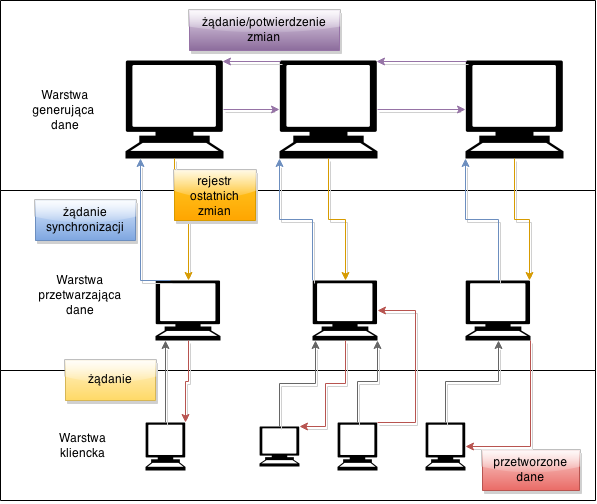 żądanie/potwierdzenie
zmian
Warstwa
generująca
dane
rejestr
ostatnich
zmian
żądanie
synchronizacji
Warstwa
przetwarzająca
dane
żądanie
Warstwa
kliencka
przetworzone
dane